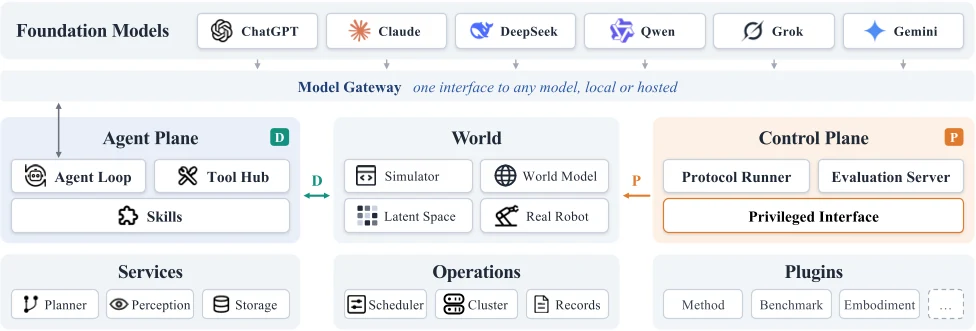 Foundation Models
ChatGPT
Claude
DeepSeek
Qwen
Grok
Gemini
Model Gateway one interface to any model, local or hosted
Agent Plane
D
Agent Loop
Tool Hub
Skills
D
World
Simulator
World Model
Latent Space
Real Robot
P
Control Plane
P
Protocol Runner
Evaluation Server
Privileged Interface
Services
Planner
Perception
Storage
Operations
Scheduler
Cluster
Records
Plugins
Method
Benchmark
Embodiment
...